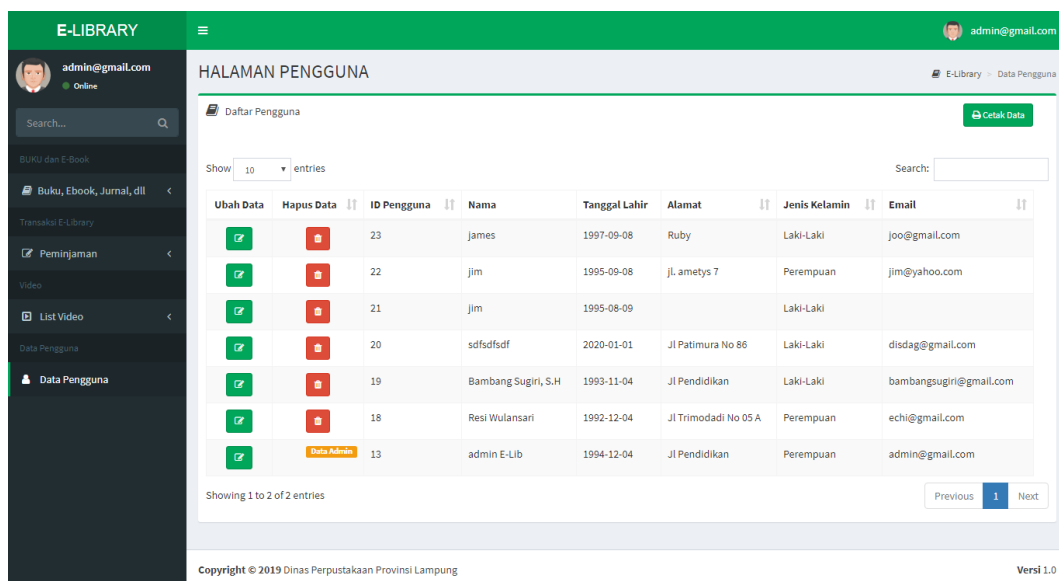 E-LIBRARY
admin@gmail.com
admin@gmail.com
Online
Search...
BUKU dan E-Book
Buku, Ebook, Jurnal, dll
Transaksi E-Library
Peminjaman
Video
List Video
Data Pengguna
Data Pengguna
HALAMAN PENGGUNA
E-Library > Data Pengguna
Daftar Pengguna
Cetak Data
Show 10 entries
Search:
Ubah Data Hapus Data ID Pengguna Nama Tanggal Lahir Alamat Jenis Kelamin Email
23 james 1997-09-08 Ruby Laki-Laki joo@gmail.com
22 jim 1995-09-08 jl. ametys 7 Perempuan jim@yahoo.com
21 jim 1995-08-09 Laki-Laki
20 sdfsdfsdf 2020-01-01 Jl Patimura No 86 Laki-Laki disdag@gmail.com
19 Bambang Sugiri, S.H 1993-11-04 Jl Pendidikan Laki-Laki bambangsugiri@gmail.com
18 Resi Wulansari 1992-12-04 Jl Trimodadi No 05 A Perempuan echi@gmail.com
Data Admin 13 admin E-Lib 1994-12-04 Jl Pendidikan Perempuan admin@gmail.com
Showing 1 to 2 of 2 entries
Previous 1 Next
Copyright © 2019 Dinas Perpustakaan Provinsi Lampung
Versi 1.0